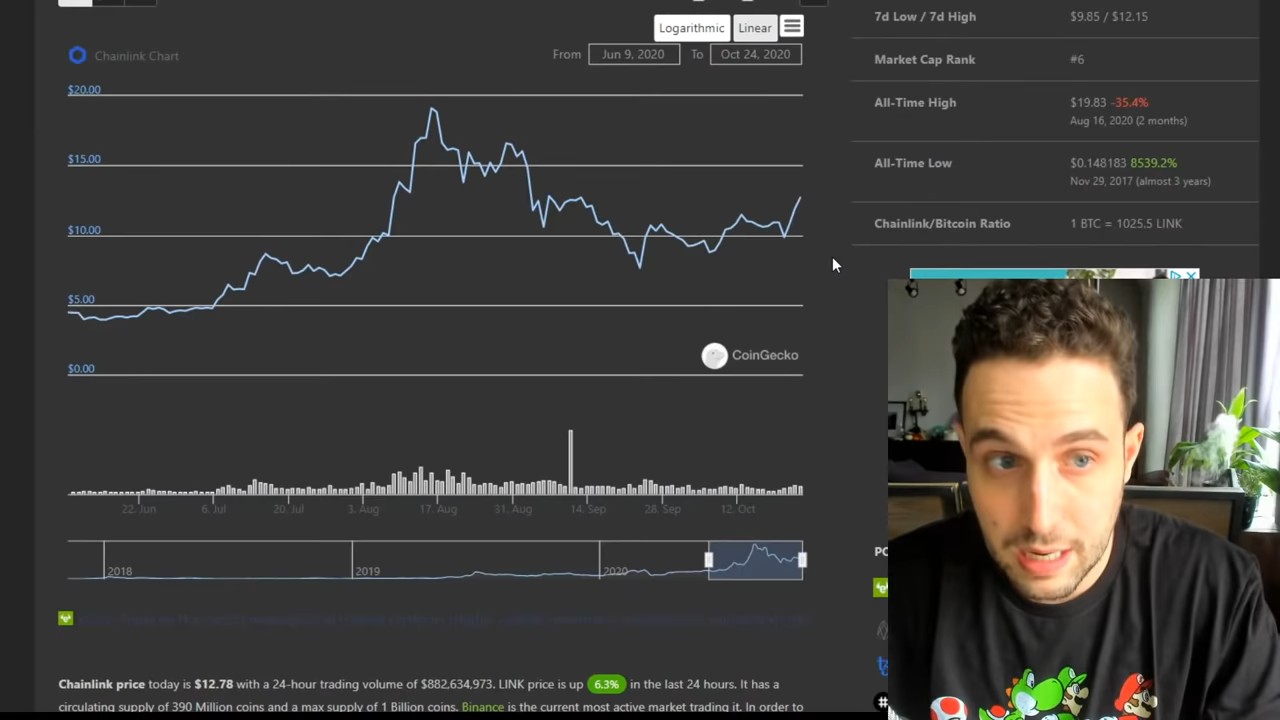 Logarithmic Linear
Chainlink Chart
From Jun 9, 2020 To Oct 24, 2020
$20.00
$15.00
$10.00
$5.00
$0.00
CoinGecko
22. Jun 6. Jul 20. Jul 3. Aug 17. Aug 31. Aug 14. Sep 28. Sep 12. Oct
2018 2019 2020
Chainlink price today is $12.78 with a 24-hour trading volume of $882,634,973. LINK price is up 6.3% in the last 24 hours. It has a
circulating supply of 390 Million coins and a max supply of 1 Billion coins. Binance is the current most active market trading it. In order to
7d Low / 7d High $9.85 / $12.15
Market Cap Rank #6
All-Time High $19.83 -35.4%
Aug 16, 2020 (2 months)
All-Time Low $0.148183 8539.2%
Nov 29, 2017 (almost 3 years)
Chainlink/Bitcoin Ratio 1 BTC = 1025.5 LINK
PO
ta
#